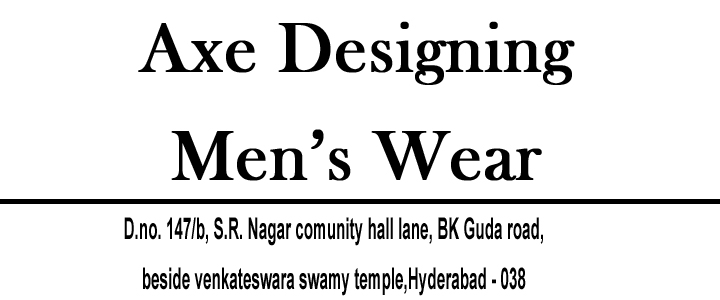 Axe Designing
Men’s Wear
D.no. 147/b, S.R. Nagar comunity hall lane, BK Guda road,
beside venkateswara swamy temple,Hyderabad - 038